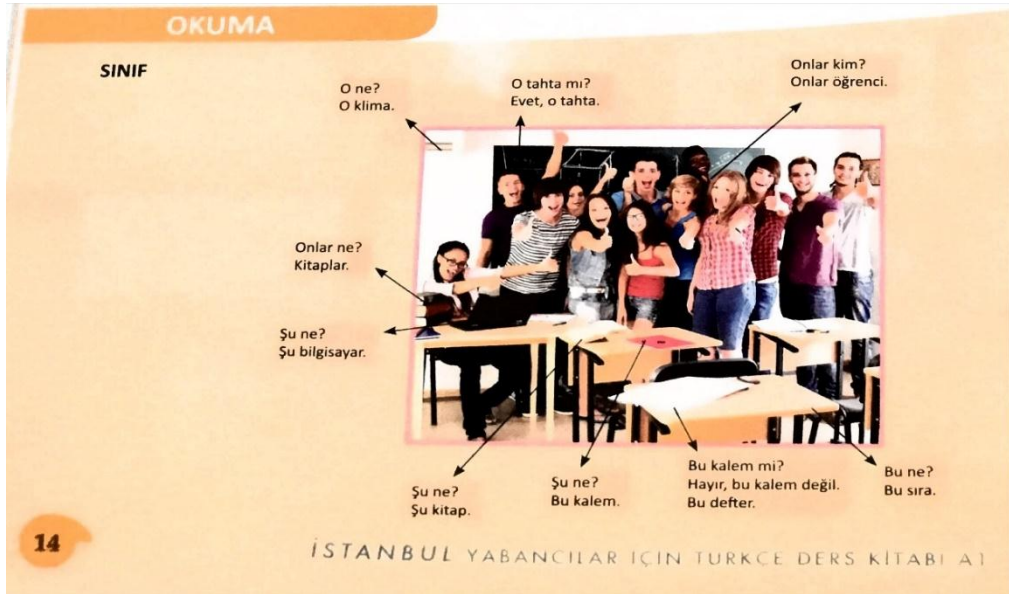 OKUMA
SINIF
O ne?
O klima.
O tahta mı?
Evet, o tahta.
Onlar kim?
Onlar öğrenci.
Onlar ne?
Kitaplar.
Şu ne?
Şu bilgisayar.
Şu ne?
Şu kitap.
Şu ne?
Bu kalem.
Bu kalem mi?
Hayır, bu kalem değil.
Bu defter.
Bu ne?
Bu sıra.
14
İSTANBUL YABANCILAR İÇİN TÜRKÇE DERS KİTABI A1